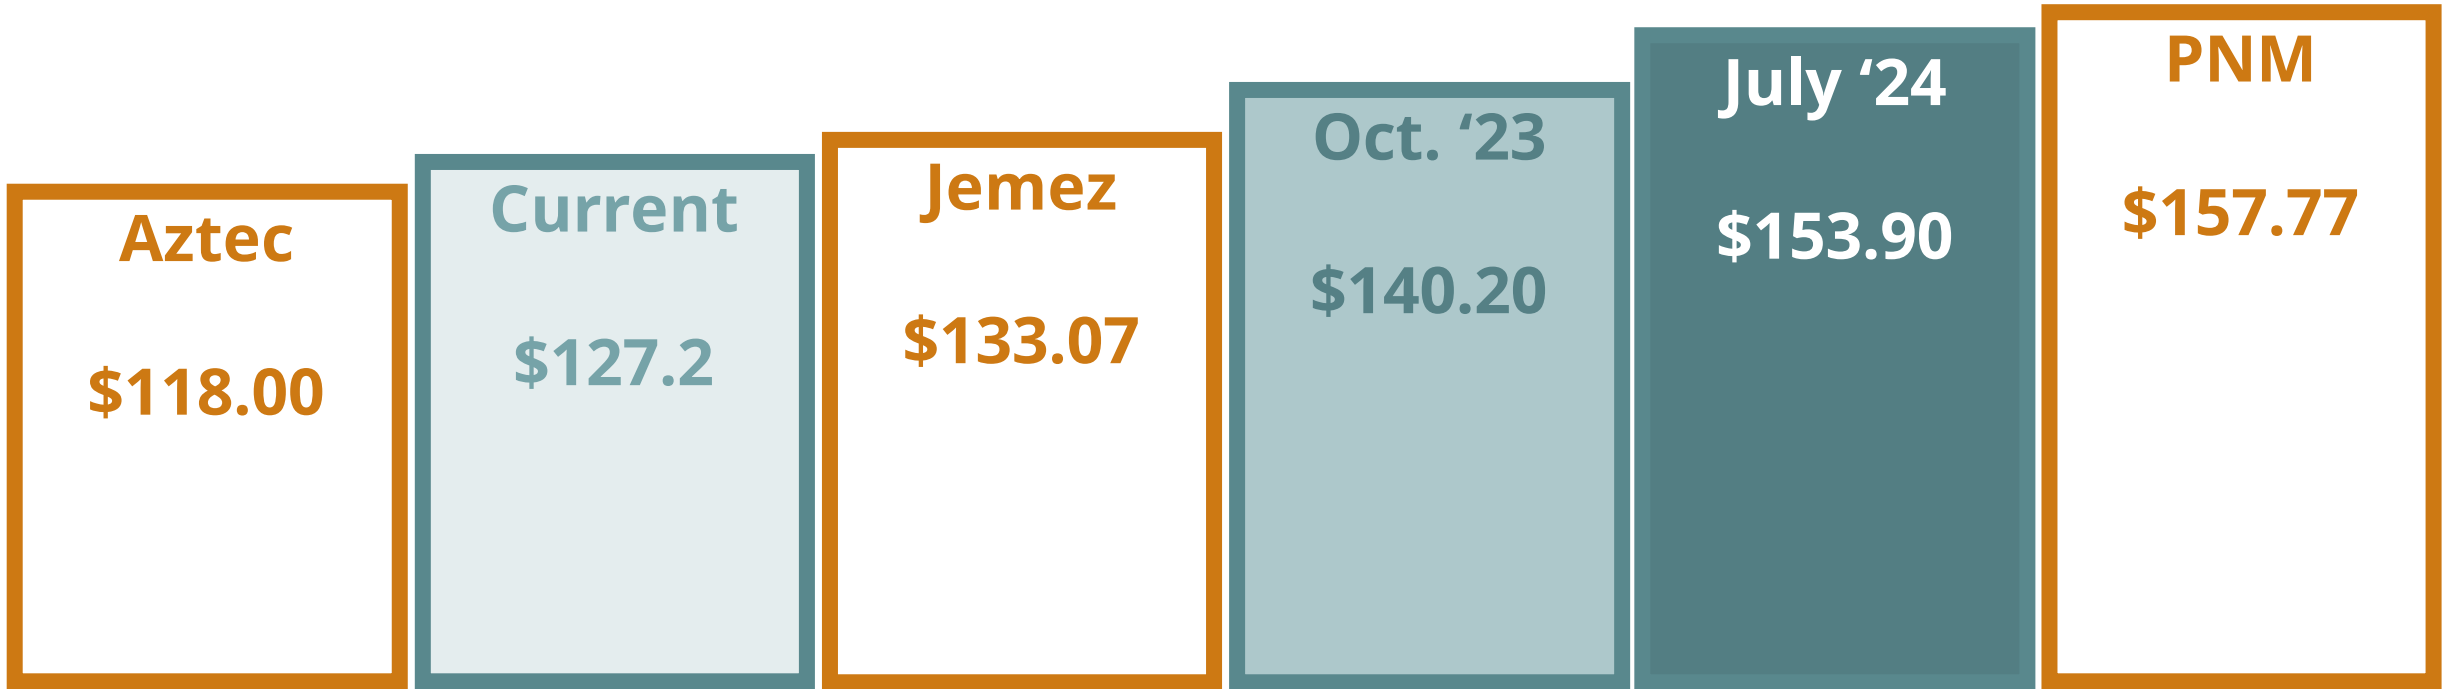 Aztec
$118.00
Current
$127.2
Jemez
$133.07
Oct. ‘23
$140.20
July ‘24
$153.90
PNM
$157.77